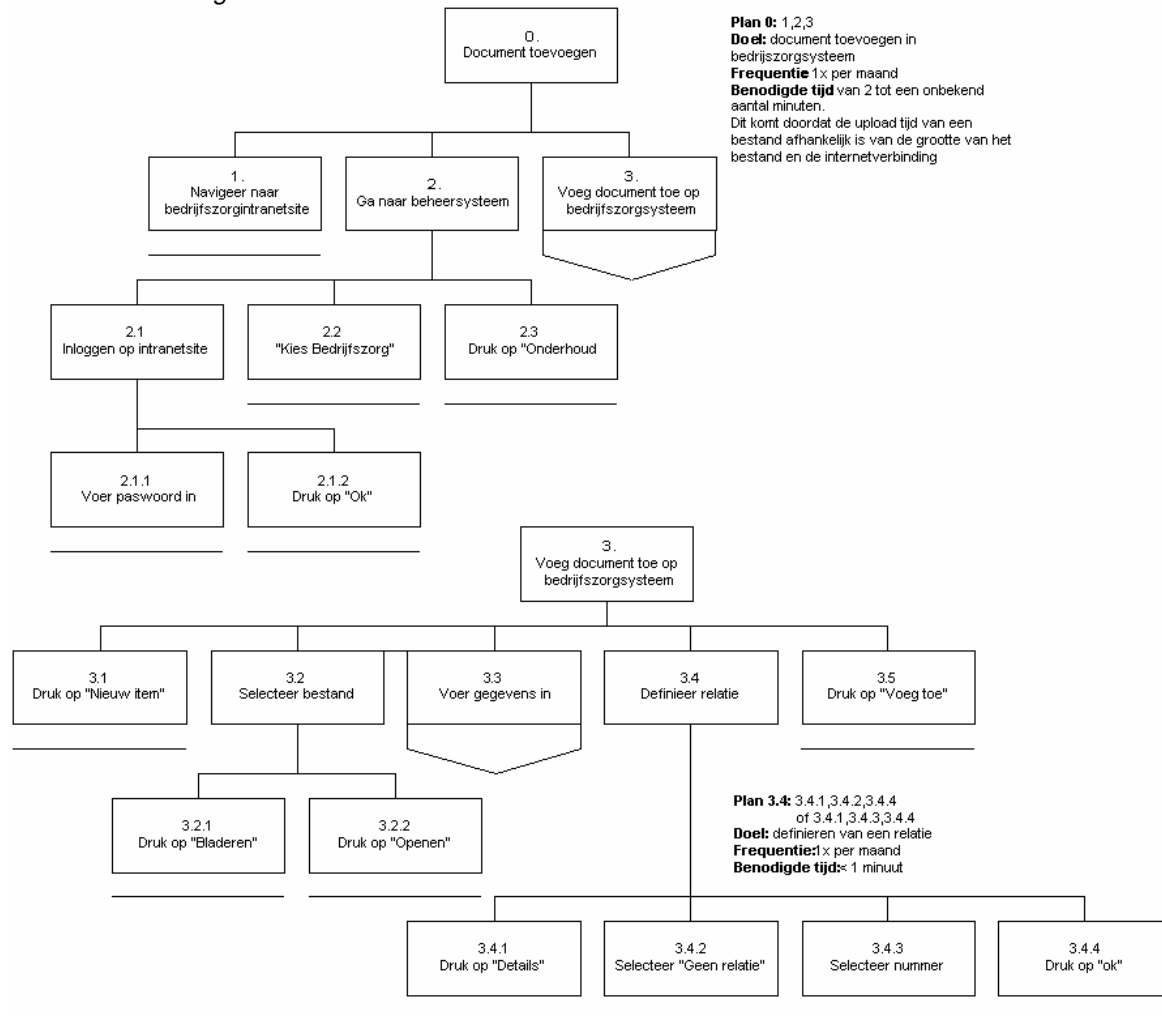 0.
Document toevoegen
Plan 0: 1,2,3
Doel: document toevoegen in
bedrijszorgsysteem
Frequentie 1x per maand
Benodigde tijd van 2 tot een onbekend
aantal minuten.
Dit komt doordat de upload tijd van een
bestand afhankelijk is van de grootte van het
bestand en de internetverbinding
1.
Navigeer naar
bedrijfszorgintranetsite
2.
Ga naar beheersysteem
3.
Voeg document toe op
bedrijfszorgsysteem
2.1
Inloggen op intranetsite
2.2
"Kies Bedrijfszorg"
2.3
Druk op "Onderhoud
2.1.1
Voer paswoord in
2.1.2
Druk op "Ok"
3.
Voeg document toe op
bedrijfszorgsysteem
3.1
Druk op "Nieuw item"
3.2
Selecteer bestand
3.3
Voer gegevens in
3.4
Definieer relatie
3.5
Druk op "Voeg toe"
3.2.1
Druk op "Bladeren"
3.2.2
Druk op "Openen"
Plan 3.4: 3.4.1,3.4.2,3.4.4
of 3.4.1,3.4.3,3.4.4
Doel: definieren van een relatie
Frequentie:1x per maand
Benodigde tijd:< 1 minuut
3.4.1
Druk op "Details"
3.4.2
Selecteer "Geen relatie"
3.4.3
Selecteer nummer
3.4.4
Druk op "ok"